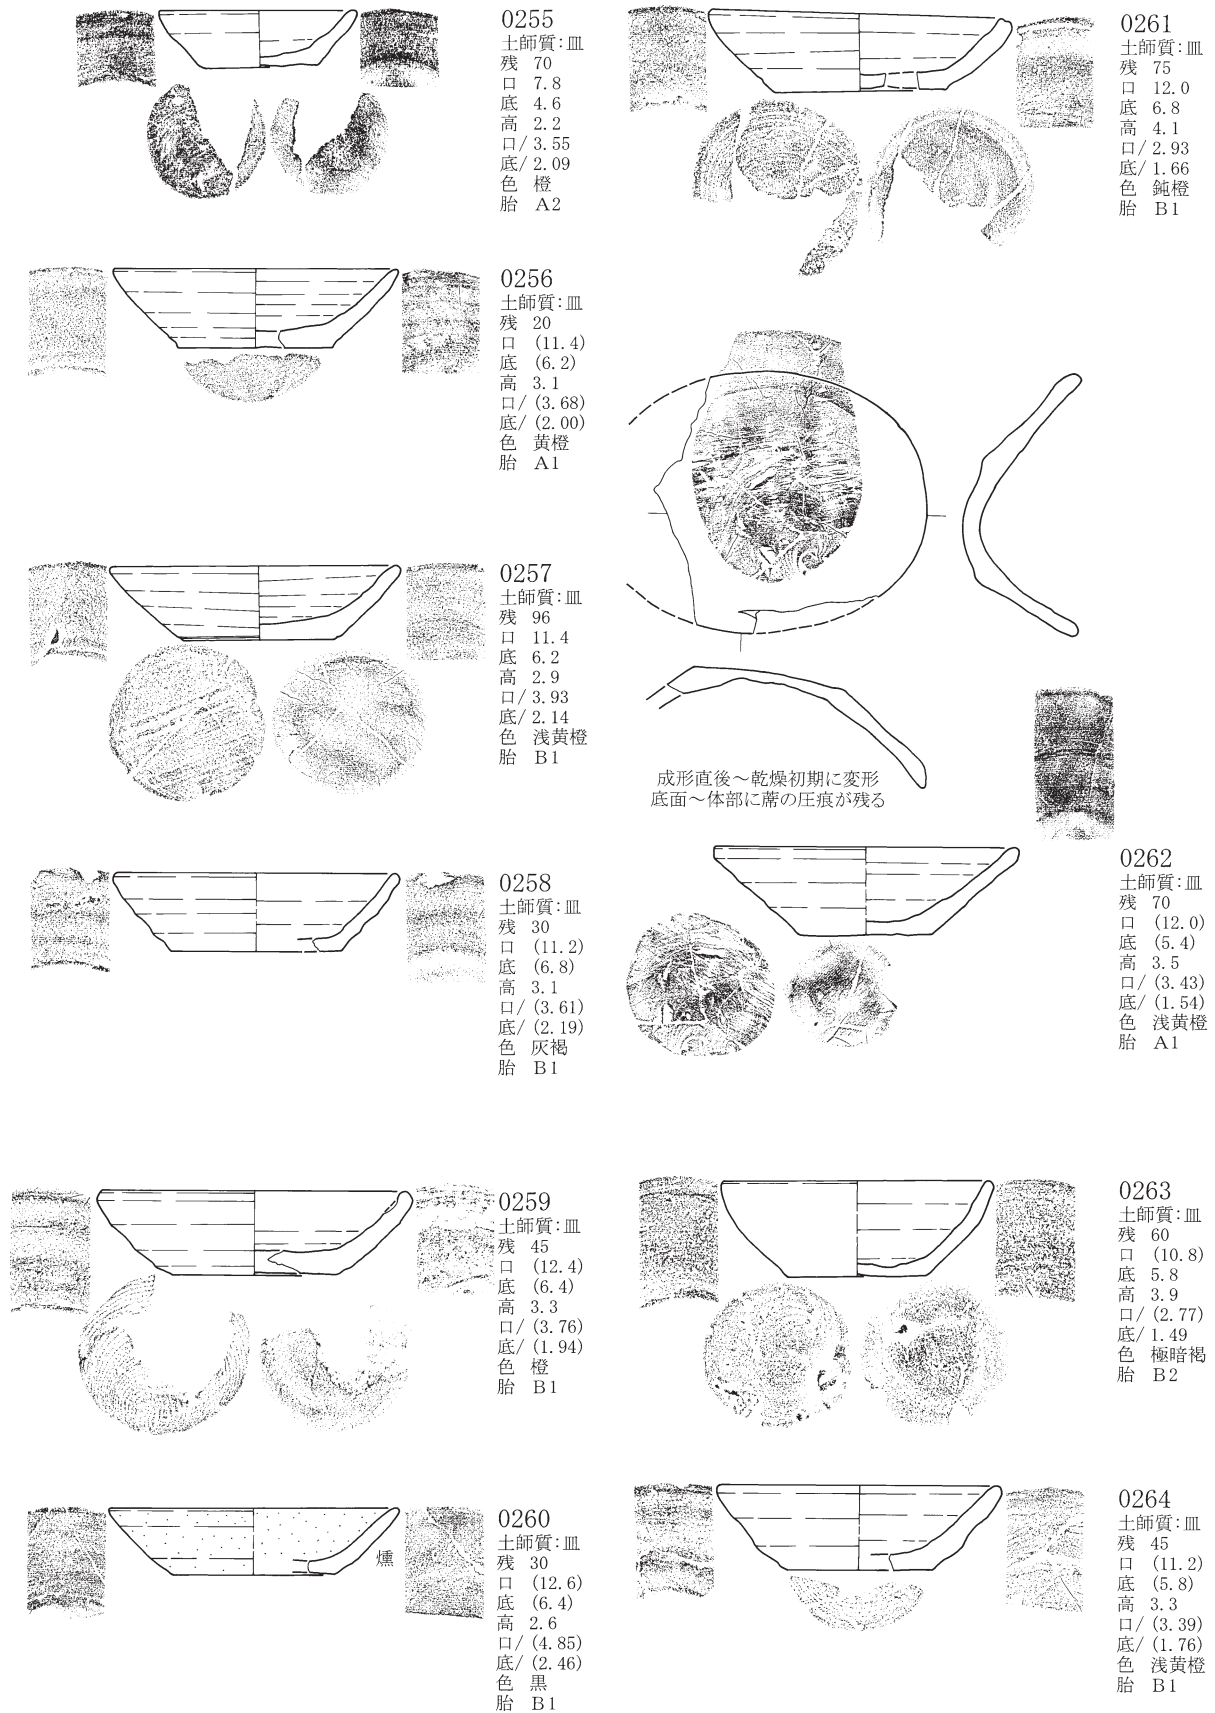 0255
土師質:皿
残 70
口 7.8
底 4.6
高 2.2
口/ 3.55
底/ 2.09
色 橙
胎 A2
0256
土師質:皿
残 20
口 (11.4)
底 (6.2)
高 3.1
口/ (3.68)
底/ (2.00)
色 黄橙
胎 A1
0257
土師質:皿
残 96
口 11.4
底 6.2
高 2.9
口/ 3.93
底/ 2.14
色 浅黄橙
胎 B1
0258
土師質:皿
残 30
口 (11.2)
底 (6.8)
高 3.1
口/ (3.61)
底/ (2.19)
色 灰褐
胎 B1
0259
土師質:皿
残 45
口 (12.4)
底 (6.4)
高 3.3
口/ (3.76)
底/ (1.94)
色 橙
胎 B1
燻
0260
土師質:皿
残 30
口 (12.6)
底 (6.4)
高 2.6
口/ (4.85)
底/ (2.46)
色 黒
胎 B1
0261
土師質:皿
残 75
口 12.0
底 6.8
高 4.1
口/ 2.93
底/ 1.66
色 鈍橙
胎 B1
成形直後～乾燥初期に変形
底面～体部に蓆の圧痕が残る
0262
土師質:皿
残 70
口 (12.0)
底 (5.4)
高 3.5
口/ (3.43)
底/ (1.54)
色 浅黄橙
胎 A1
0263
土師質:皿
残 60
口 (10.8)
底 5.8
高 3.9
口/ (2.77)
底/ 1.49
色 極暗褐
胎 B2
0264
土師質:皿
残 45
口 (11.2)
底 (5.8)
高 3.3
口/ (3.39)
底/ (1.76)
色 浅黄橙
胎 B1